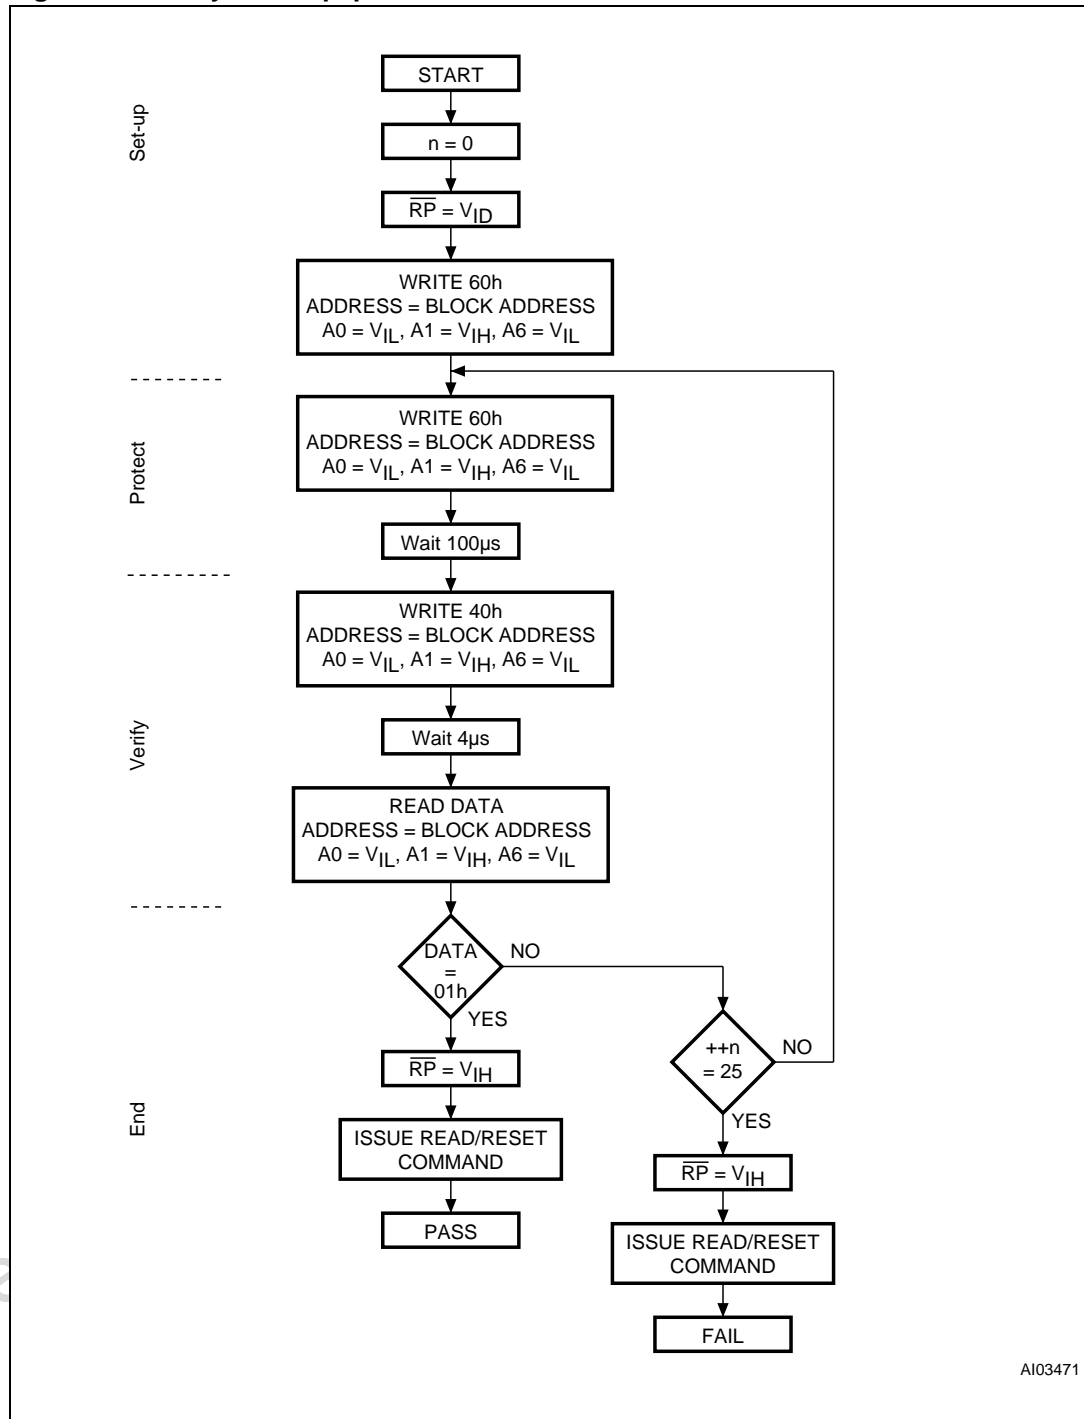 Set-up
START
n = 0
RP = VID
WRITE 60h
ADDRESS = BLOCK ADDRESS
A0 = VIL, A1 = VIH, A6 = VIL
Protect
WRITE 60h
ADDRESS = BLOCK ADDRESS
A0 = VIL, A1 = VIH, A6 = VIL
Wait 100µs
Verify
WRITE 40h
ADDRESS = BLOCK ADDRESS
A0 = VIL, A1 = VIH, A6 = VIL
Wait 4µs
READ DATA
ADDRESS = BLOCK ADDRESS
A0 = VIL, A1 = VIH, A6 = VIL
End
DATA
=
01h
NO
YES
++n
= 25
NO
YES
RP = VIH
ISSUE READ/RESET
COMMAND
PASS
RP = VIH
ISSUE READ/RESET
COMMAND
FAIL
AI03471